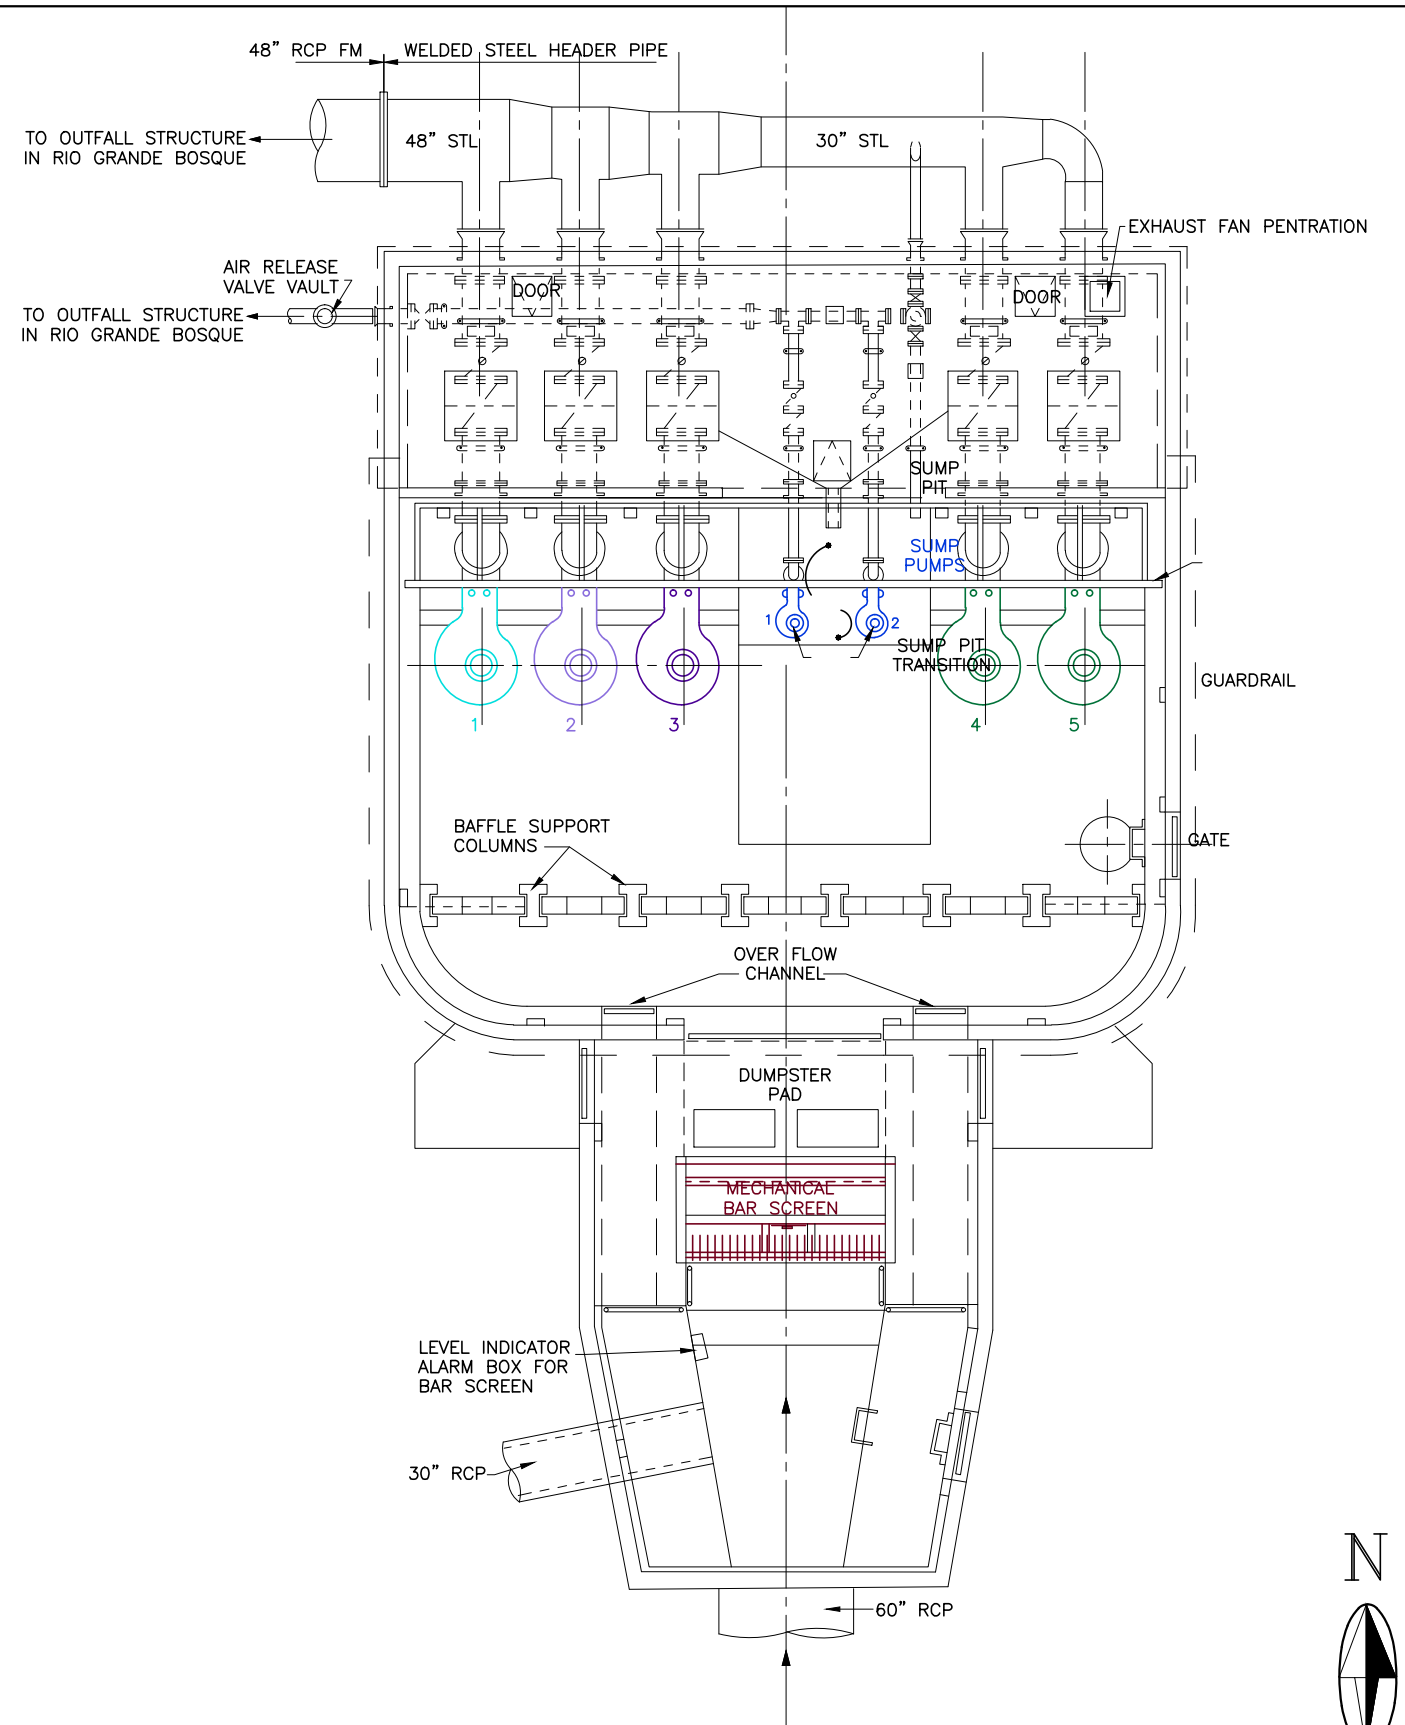 48” RCP FM
WELDED STEEL HEADER PIPE
TO OUTFALL STRUCTURE
IN RIO GRANDE BOSQUE
48” STL
30” STL
EXHAUST FAN PENTRATION
AIR RELEASE
VALVE VAULT
DOOR
DOOR
TO OUTFALL STRUCTURE
IN RIO GRANDE BOSQUE
SUMP
PIT
SUMP
PUMPS
1
2
SUMP PIT
TRANSITION
GUARDRAIL
1
2
3
4
5
BAFFLE SUPPORT
COLUMNS
GATE
OVER FLOW
CHANNEL
DUMPSTER
PAD
MECHANICAL
BAR SCREEN
LEVEL INDICATOR
ALARM BOX FOR
BAR SCREEN
30” RCP
60” RCP
N